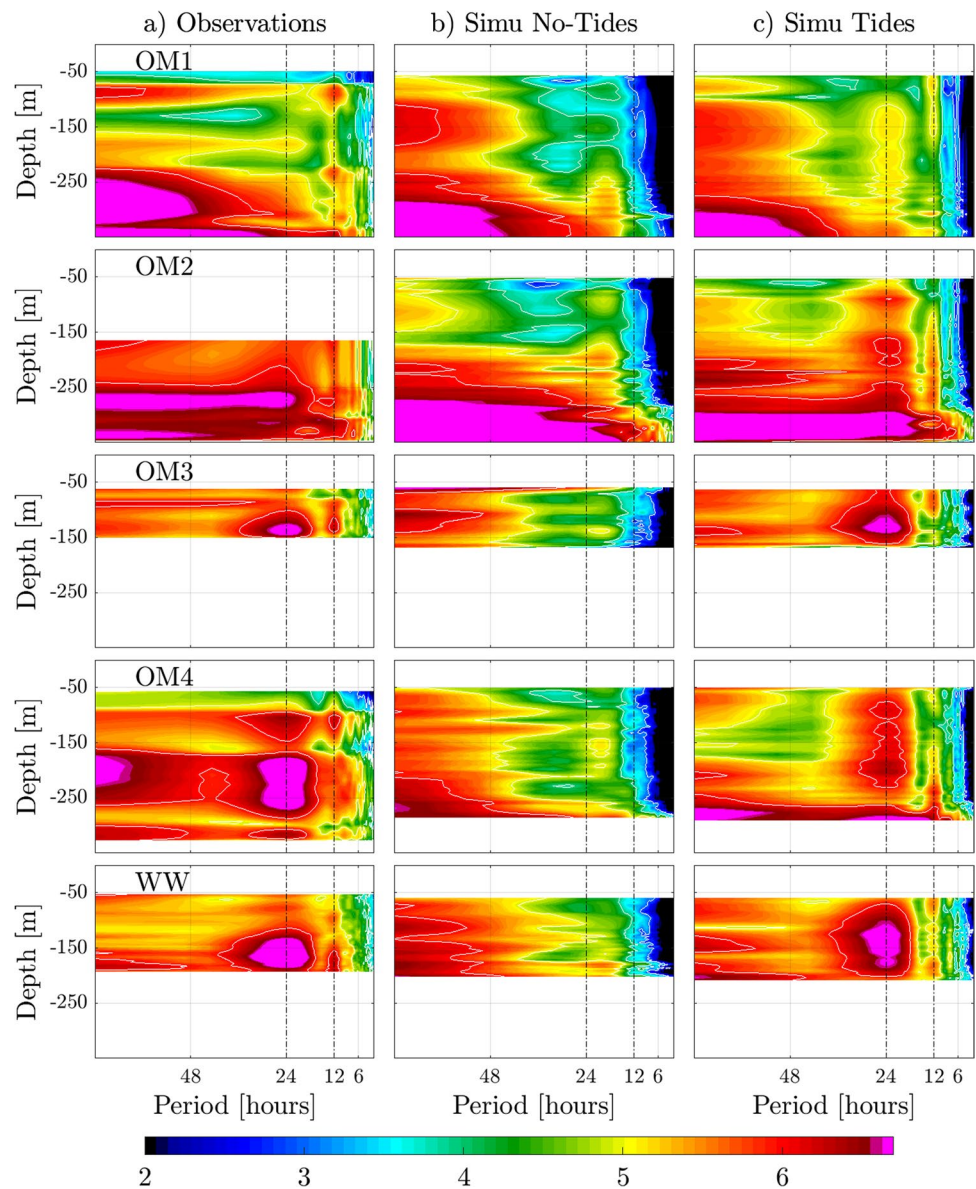 a) Observations b) Simu No-Tides c) Simu Tides
OM1
Depth [m]
-50
-150
-250
OM2
Depth [m]
-50
-150
-250
OM3
Depth [m]
-50
-150
-250
OM4
Depth [m]
-50
-150
-250
WW
Depth [m]
-50
-150
-250
48 24 12 6 48 24 12 6 48 24 12 6
Period [hours] Period [hours] Period [hours]
2 3 4 5 6